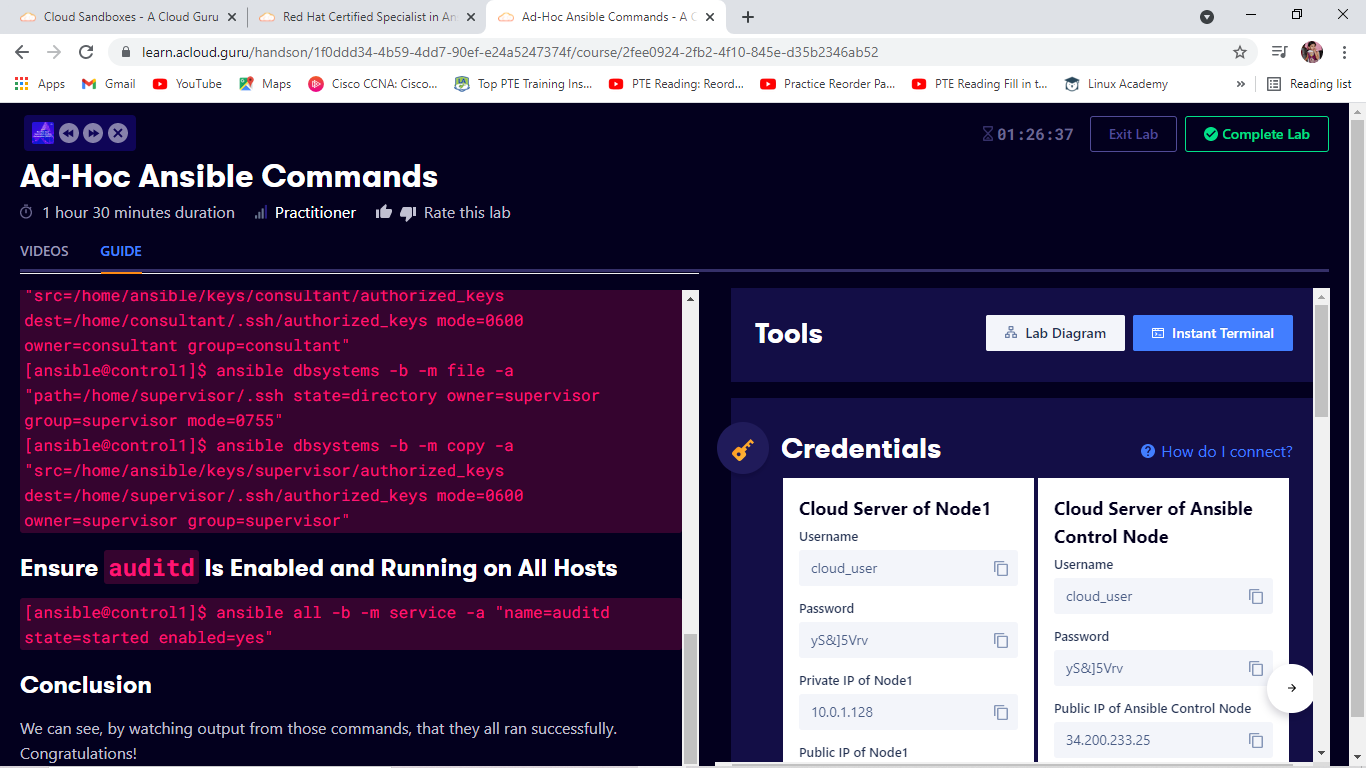 Cloud Sandboxes - A Cloud Guru
Red Hat Certified Specialist in An
Ad-Hoc Ansible Commands - A C
learn.acloud.guru/handson/1f0ddd34-4b59-4dd7-90ef-e24a5247374f/course/2fee0924-2fb2-4f10-845e-d35b2346ab52
Apps
Gmail
YouTube
Maps
Cisco CCNA: Cisco...
Top PTE Training Ins...
PTE Reading: Reord...
Practice Reorder Pa...
PTE Reading Fill in t...
Linux Academy
»
Reading list
01:26:37
Exit Lab
Complete Lab
Ad-Hoc Ansible Commands
1 hour 30 minutes duration
Practitioner
Rate this lab
VIDEOS
GUIDE
"src=/home/ansible/keys/consultant/authorized_keys
dest=/home/consultant/.ssh/authorized_keys mode=0600
owner=consultant group=consultant"
[ansible@control1]$ ansible dbsystems -b -m file -a
"path=/home/supervisor/.ssh state=directory owner=supervisor
group=supervisor mode=0755"
[ansible@control1]$ ansible dbsystems -b -m copy -a
"src=/home/ansible/keys/supervisor/authorized_keys
dest=/home/supervisor/.ssh/authorized_keys mode=0600
owner=supervisor group=supervisor"
Ensure auditd Is Enabled and Running on All Hosts
[ansible@control1]$ ansible all -b -m service -a "name=auditd
state=started enabled=yes"
Conclusion
We can see, by watching output from those commands, that they all ran successfully.
Congratulations!
Tools
Lab Diagram
Instant Terminal
Credentials
How do I connect?
Cloud Server of Node1
Username
cloud_user
Password
yS&]5Vrv
Private IP of Node1
10.0.1.128
Public IP of Node1
Cloud Server of Ansible
Control Node
Username
cloud_user
Password
yS&]5Vrv
Public IP of Ansible Control Node
34.200.233.25